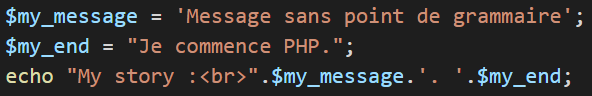 $my_message = 'Message sans point de grammaire';
$my_end = "Je commence PHP.";
echo "My story :<br>".$my_message.'. '.$my_end;